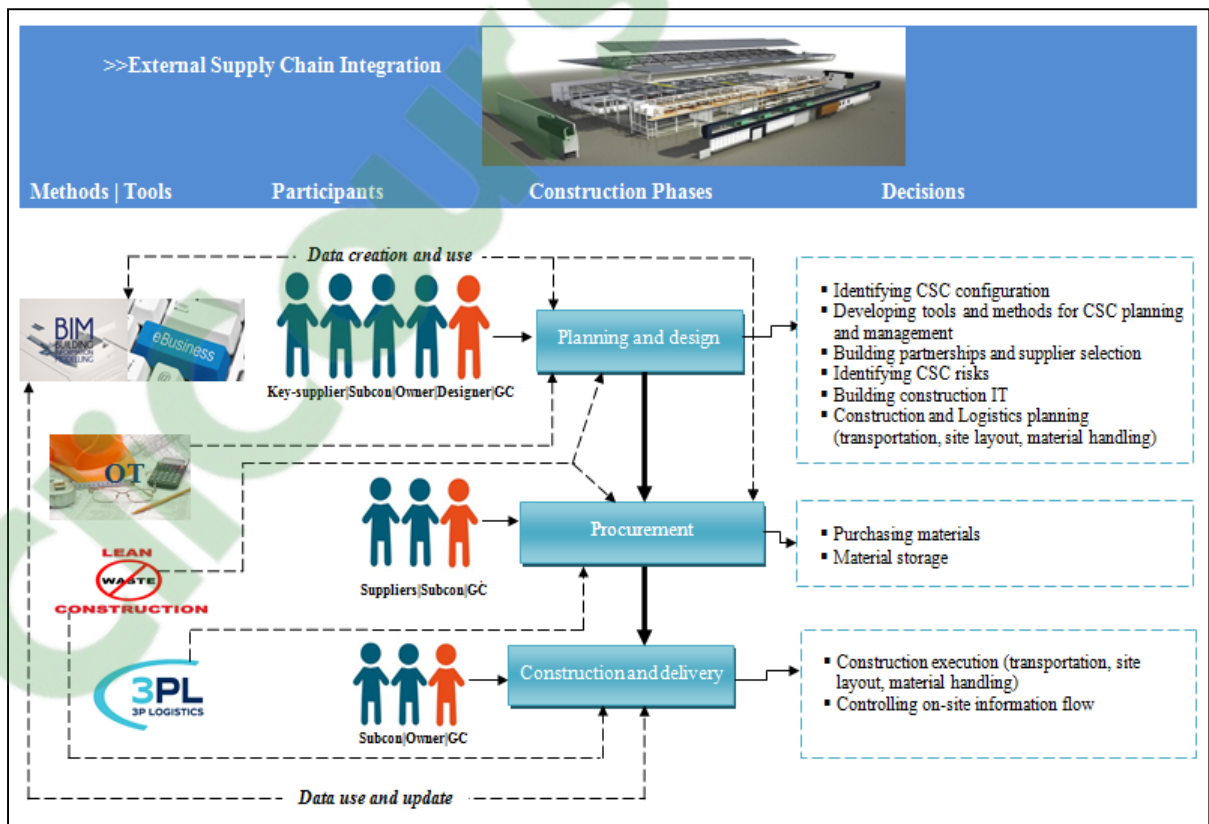 >>External Supply Chain Integration
Methods | Tools
Participants
Construction Phases
Decisions
Data creation and use
BIM
BUILDING
INFORMATION
MODELLING
eBusiness
Key-supplier|Subcon|Owner|Designer|GC
Planning and design
▪ Identifying CSC configuration
▪ Developing tools and methods for CSC planning
and management
▪ Building partnerships and supplier selection
▪ Identifying CSC risks
▪ Building construction IT
▪ Construction and Logistics planning
(transportation, site layout, material handling)
OT
Suppliers|Subcon|GC
Procurement
▪ Purchasing materials
▪ Material storage
LEAN
WASTE
CONSTRUCTION
3PL
3P LOGISTICS
Subcon|Owner|GC
Construction and delivery
▪ Construction execution (transportation, site
layout, material handling)
▪ Controlling on-site information flow
Data use and update